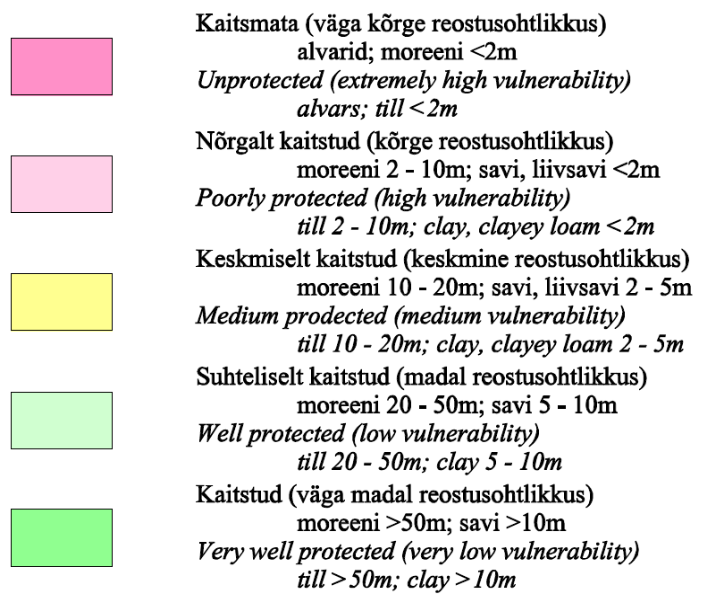 Kaitsmata (väga kõrge reostusohtlikkus)
alvarid; moreeni <2m
Unprotected (extremely high vulnerability)
alvars; till <2m
Nõrgalt kaitstud (kõrge reostusohtlikkus)
moreeni 2 - 10m; savi, liivsavi <2m
Poorly protected (high vulnerability)
till 2 - 10m; clay, clayey loam <2m
Keskmiselt kaitstud (keskmine reostusohtlikkus)
moreeni 10 - 20m; savi, liivsavi 2 - 5m
Medium prodected (medium vulnerability)
till 10 - 20m; clay, clayey loam 2 - 5m
Suhteliselt kaitstud (madal reostusohtlikkus)
moreeni 20 - 50m; savi 5 - 10m
Well protected (low vulnerability)
till 20 - 50m; clay 5 - 10m
Kaitstud (väga madal reostusohtlikkus)
moreeni >50m; savi >10m
Very well protected (very low vulnerability)
till >50m; clay >10m